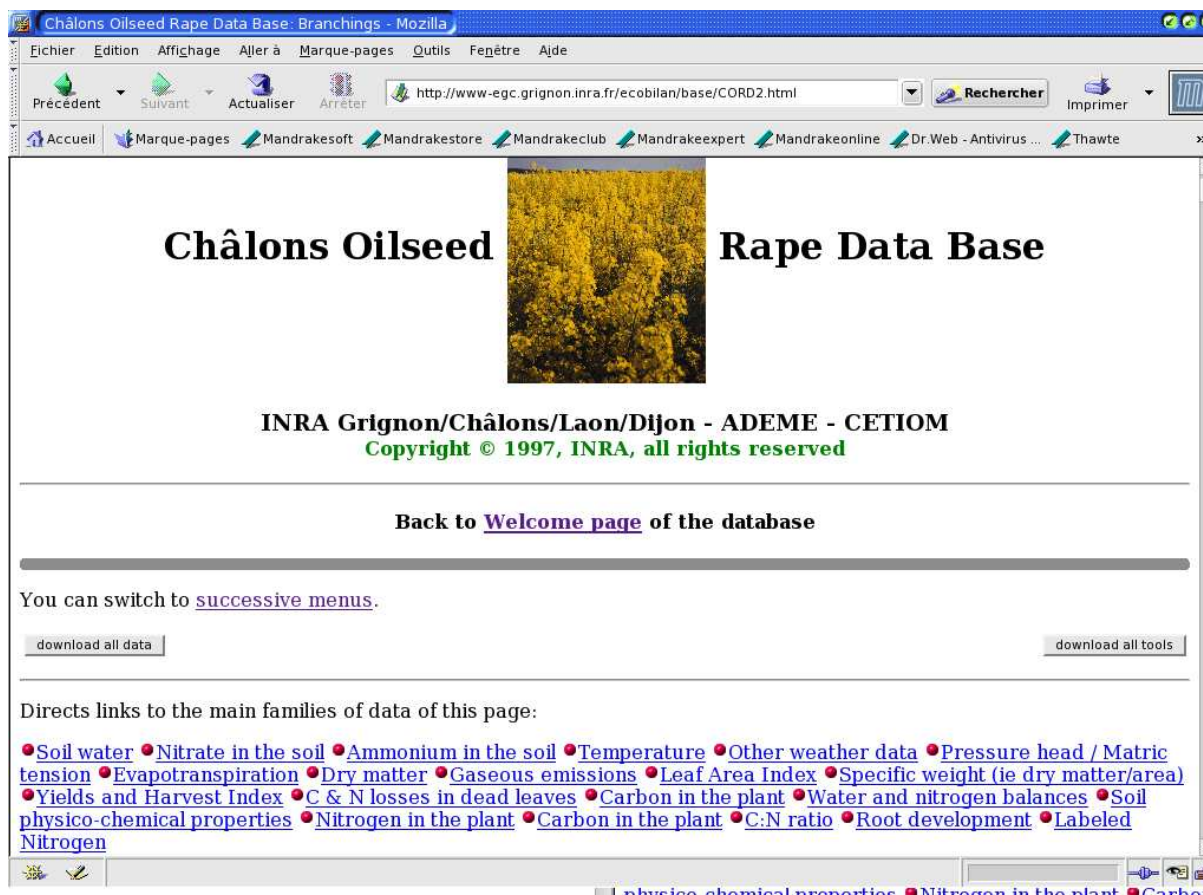 Châlons Oilseed Rape Data Base: Branchings - Mozilla
Fichier Edition Affichage Aller à Marque-pages Outils Fenêtre Aide
Précédent Suivant Actualiser Arrêter http://www-egc.grignon.inra.fr/ecobilan/base/CORD2.html Rechercher Imprimer
Accueil Marque-pages Mandrakesoft Mandrakestore Mandrakeclub Mandrakeexpert Mandrakeonline Dr.Web - Antivirus ... Thawte »
Châlons Oilseed Rape Data Base
INRA Grignon/Châlons/Laon/Dijon - ADEME - CETIOM
Copyright © 1997, INRA, all rights reserved
Back to Welcome page of the database
You can switch to successive menus.
download all data download all tools
Directs links to the main families of data of this page:
Soil water Nitrate in the soil Ammonium in the soil Temperature Other weather data Pressure head / Matric
tension Evapotranspiration Dry matter Gaseous emissions Leaf Area Index Specific weight (ie dry matter/area)
Yields and Harvest Index C & N losses in dead leaves Carbon in the plant Water and nitrogen balances Soil
physico-chemical properties Nitrogen in the plant Carbon in the plant C:N ratio Root development Labeled
Nitrogen